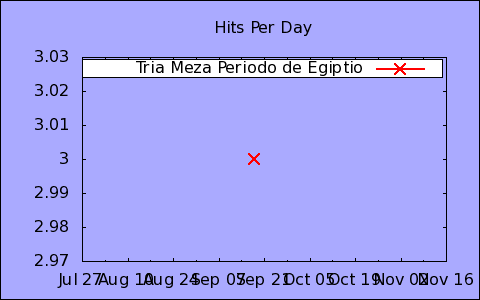 Hits Per Day
3.03
Tria Meza Periodo de Egiptio
3.02
3.01
3
2.99
2.98
2.97
Jul 27 Aug 10 Aug 24 Sep 07 Sep 21 Oct 05 Oct 19 Nov 02 Nov 16